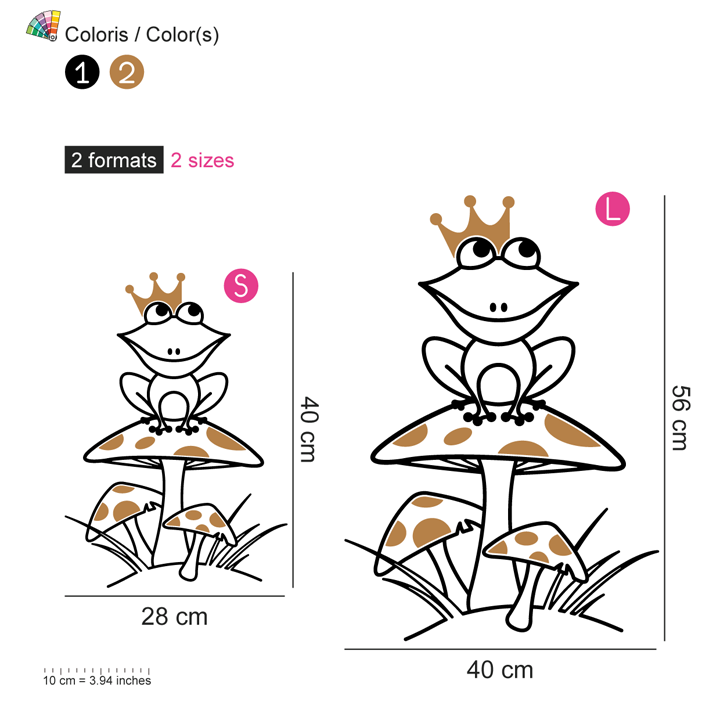 Coloris / Color(s)
1 2
2 formats 2 sizes
L
S
40 cm
56 cm
28 cm
40 cm
10 cm = 3.94 inches